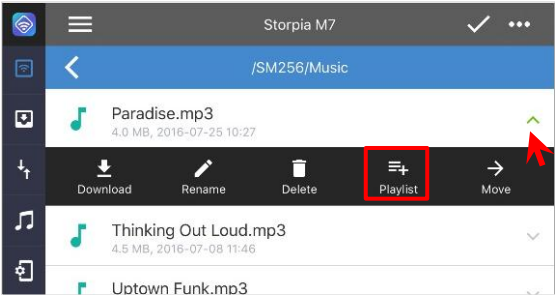 Storpia M7
/SM256/Music
Paradise.mp3
4.0 MB, 2016-07-25 10:27
Download Rename Delete Playlist Move
Thinking Out Loud.mp3
4.5 MB, 2016-07-08 11:46
Uptown Funk.mp3